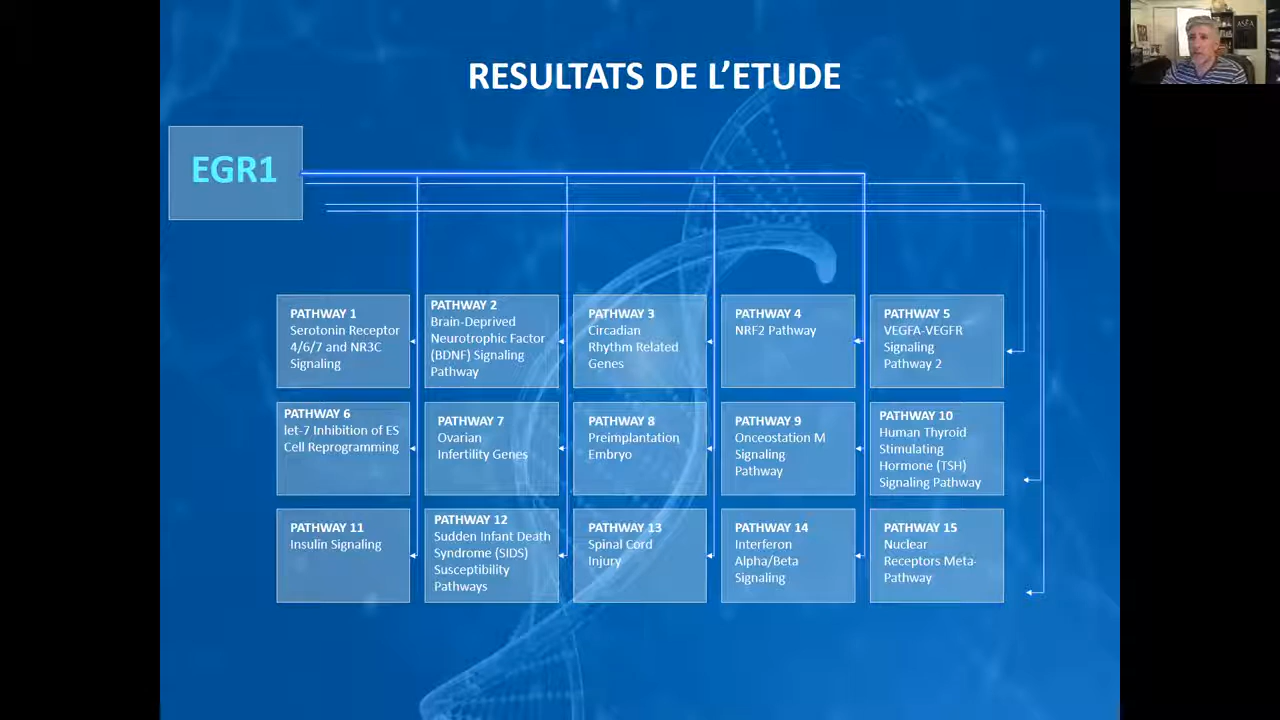 RESULTATS DE L'ETUDE
EGR1
PATHWAY 1
Serotonin Receptor
4/6/7 and NR3C
Signaling
PATHWAY 2
Brain-Deprived
Neurotrophic Factor
(BDNF) Signaling
Pathway
PATHWAY 3
Circadian
Rhythm Related
Genes
PATHWAY 4
NRF2 Pathway
PATHWAY 5
VEGFA-VEGFR
Signaling
Pathway 2
PATHWAY 6
let-7 Inhibition of ES
Cell Reprogramming
PATHWAY 7
Ovarian
Infertility Genes
PATHWAY 8
Preimplantation
Embryo
PATHWAY 9
Onceostation M
Signaling
Pathway
PATHWAY 10
Human Thyroid
Stimulating
Hormone (TSH)
Signaling Pathway
PATHWAY 11
Insulin Signaling
PATHWAY 12
Sudden Infant Death
Syndrome (SIDS)
Susceptibility
Pathways
PATHWAY 13
Spinal Cord
Injury
PATHWAY 14
Interferon
Alpha/Beta
Signaling
PATHWAY 15
Nuclear
Receptors Meta-
Pathway
ASEA